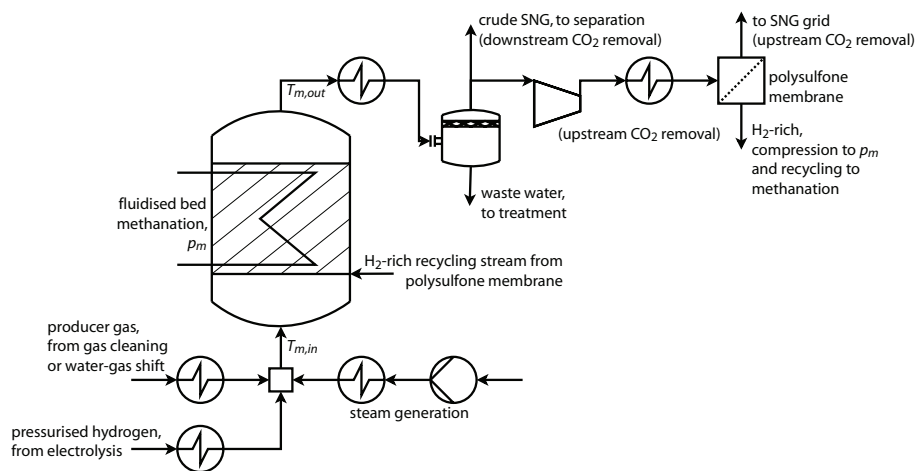 crude SNG, to separation
(downstream CO2 removal)
to SNG grid
(upstream CO2 removal)
Tm,out
polysulfone
membrane
(upstream CO2 removal)
H2-rich,
compression to pm
and recycling to
methanation
waste water,
to treatment
fluidised bed
methanation,
pm
H2-rich recycling stream from
polysulfone membrane
producer gas,
from gas cleaning
or water-gas shift
Tm,in
steam generation
pressurised hydrogen,
from electrolysis